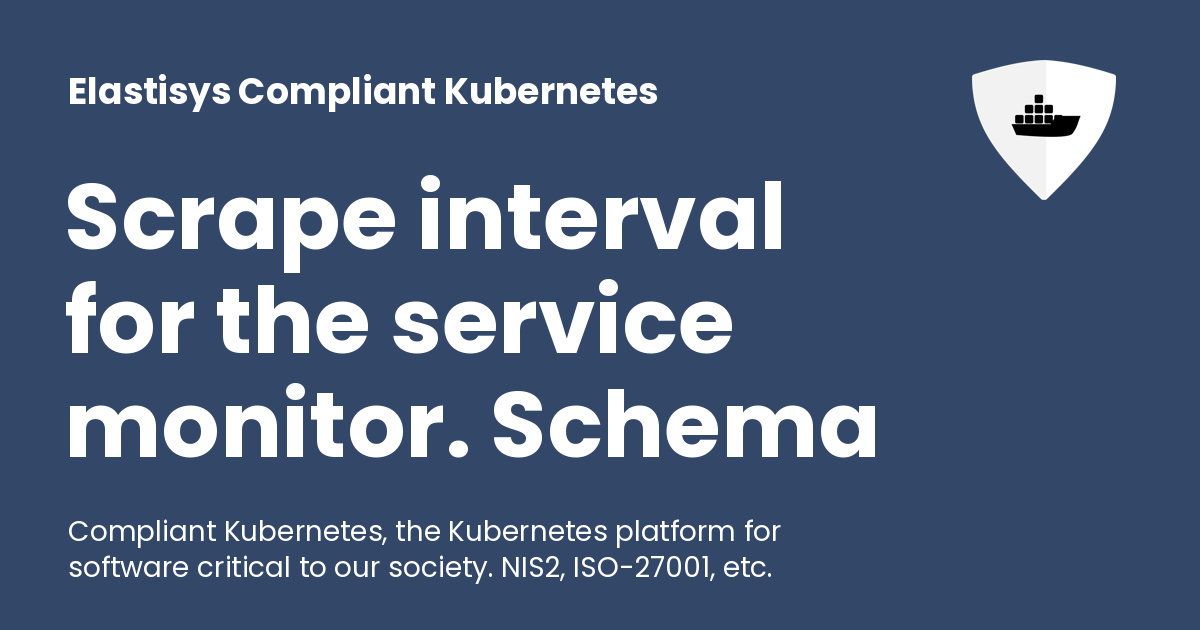 Elastisys Compliant Kubernetes
Scrape interval
for the service
monitor. Schema
Compliant Kubernetes, the Kubernetes platform for
software critical to our society. NIS2, ISO-27001, etc.